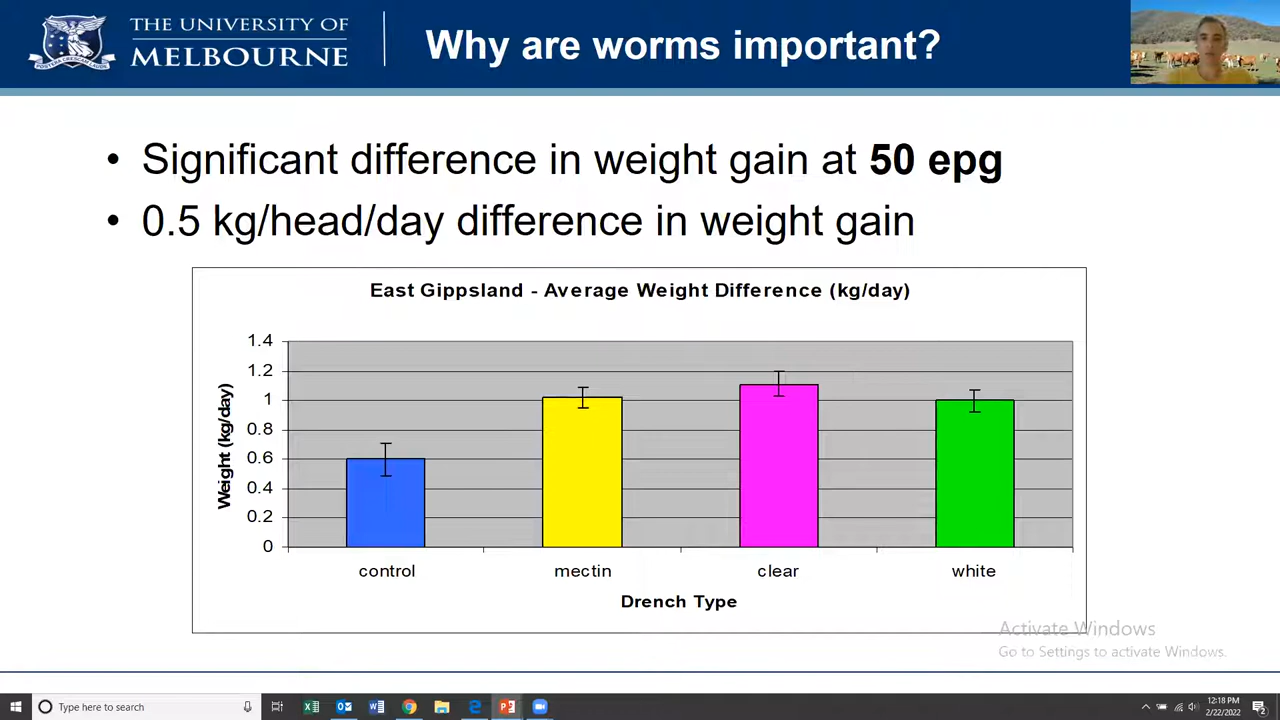 THE UNIVERSITY OF
MELBOURNE
Why are worms important?
• Significant difference in weight gain at 50 epg
• 0.5 kg/head/day difference in weight gain
East Gippsland - Average Weight Difference (kg/day)
Weight (kg/day)
1.4
1.2
1
0.8
0.6
0.4
0.2
0
control mectin clear white
Drench Type
Activate Windows
Go to Settings to activate Windows.
Type here to search
12:18 PM
2/22/2022